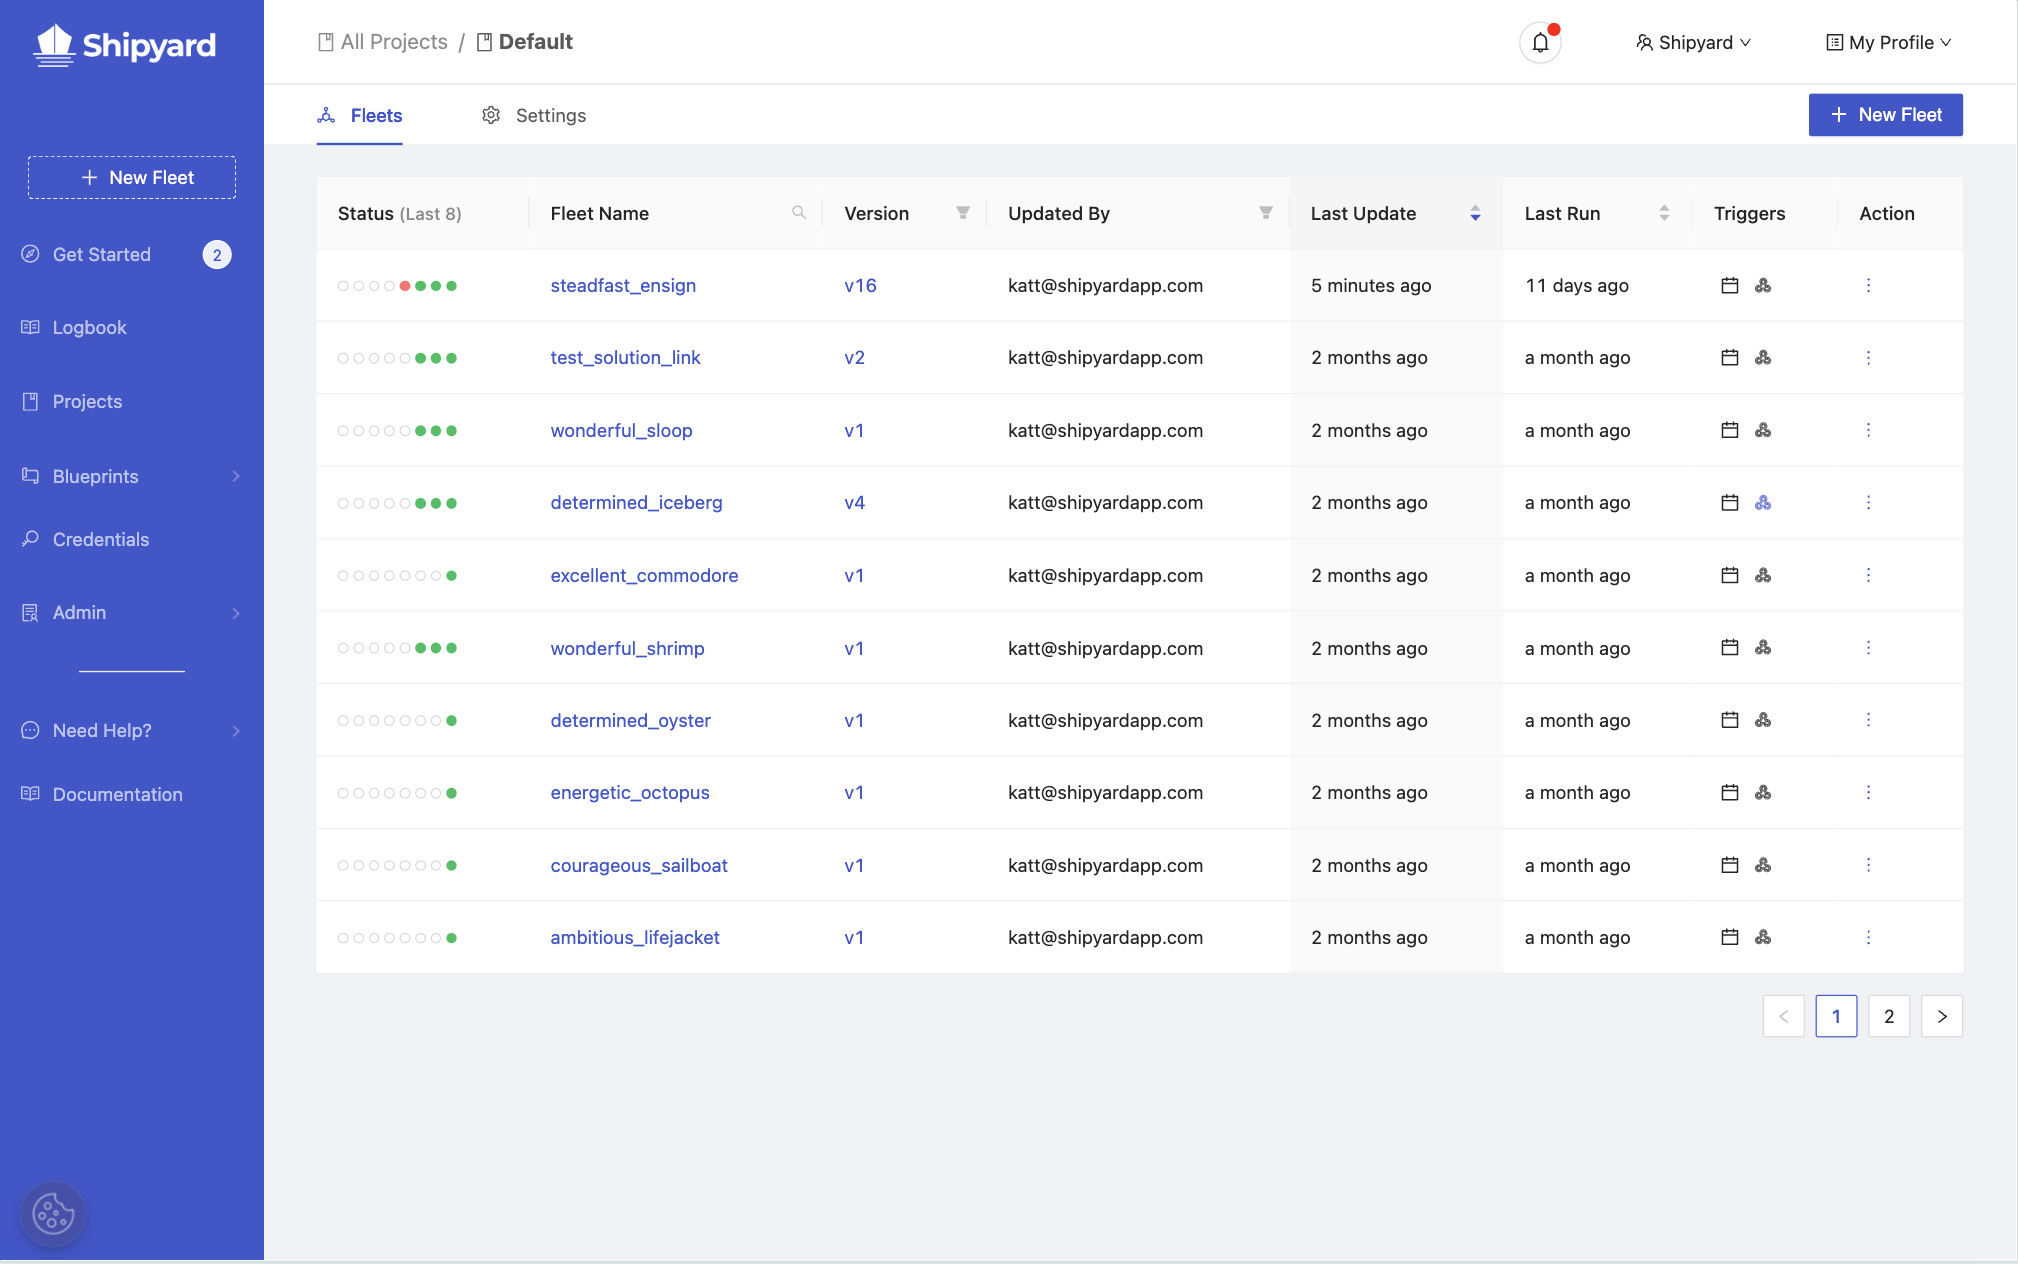 Shipyard
All Projects / Default
Shipyard
My Profile
Fleets
Settings
+ New Fleet
+ New Fleet
Get Started 2
Logbook
Projects
Blueprints
Credentials
Admin
Need Help?
Documentation
Status (Last 8) Fleet Name Version Updated By Last Update Last Run Triggers Action
steadfast_ensign v16 katt@shipyardapp.com 5 minutes ago 11 days ago
test_solution_link v2 katt@shipyardapp.com 2 months ago a month ago
wonderful_sloop v1 katt@shipyardapp.com 2 months ago a month ago
determined_iceberg v4 katt@shipyardapp.com 2 months ago a month ago
excellent_commodore v1 katt@shipyardapp.com 2 months ago a month ago
wonderful_shrimp v1 katt@shipyardapp.com 2 months ago a month ago
determined_oyster v1 katt@shipyardapp.com 2 months ago a month ago
energetic_octopus v1 katt@shipyardapp.com 2 months ago a month ago
courageous_sailboat v1 katt@shipyardapp.com 2 months ago a month ago
ambitious_lifejacket v1 katt@shipyardapp.com 2 months ago a month ago
< 1 2 >